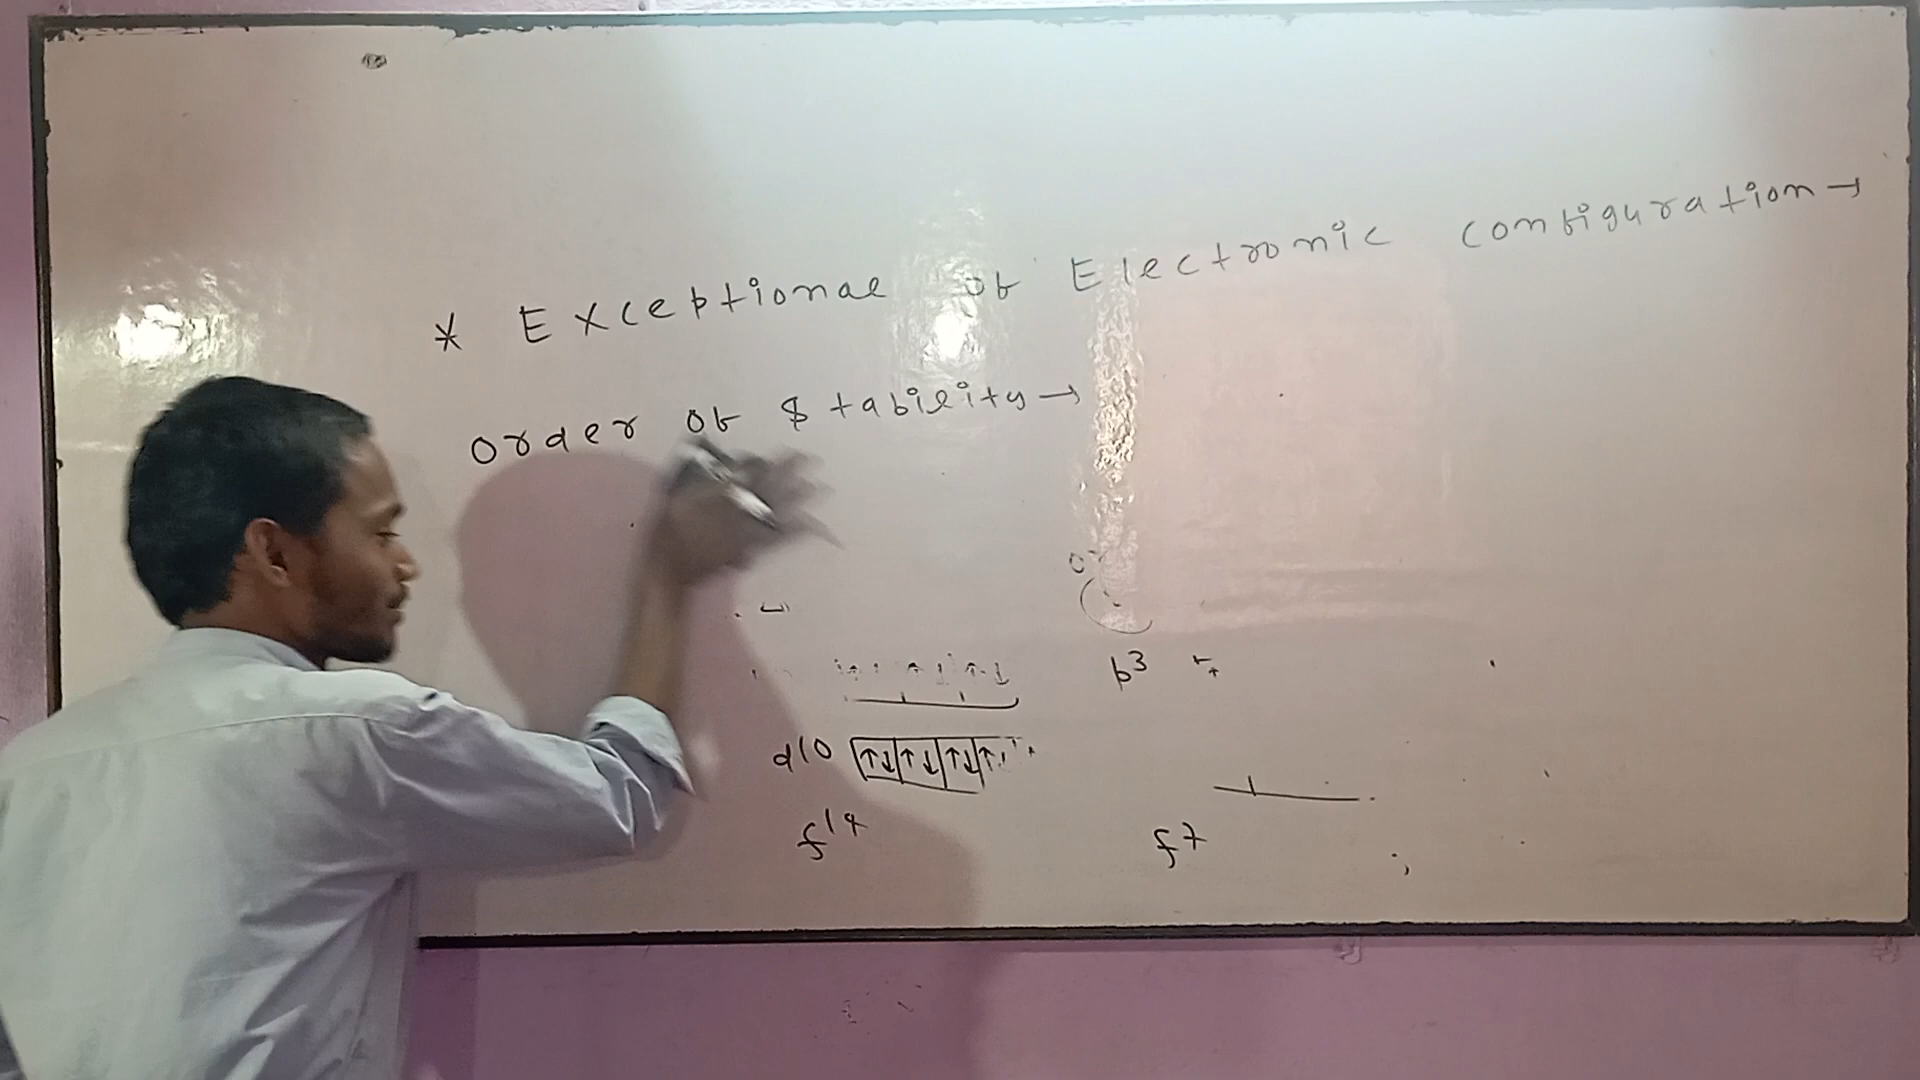 * Exceptional of Electronic configuration →
order of Stability →
p3
d10 ↑↓ ↑↓ ↑↓ ↑
f14 f7